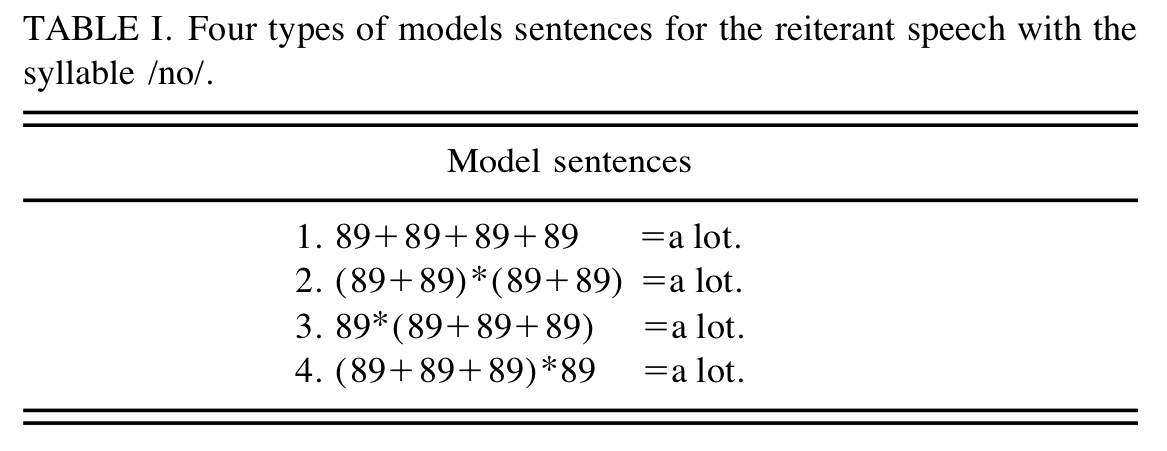 TABLE I. Four types of models sentences for the reiterant speech with the
syllable /no/.
Model sentences
1. 89+89+89+89 =a lot.
2. (89+89)*(89+89) =a lot.
3. 89*(89+89+89) =a lot.
4. (89+89+89)*89 =a lot.